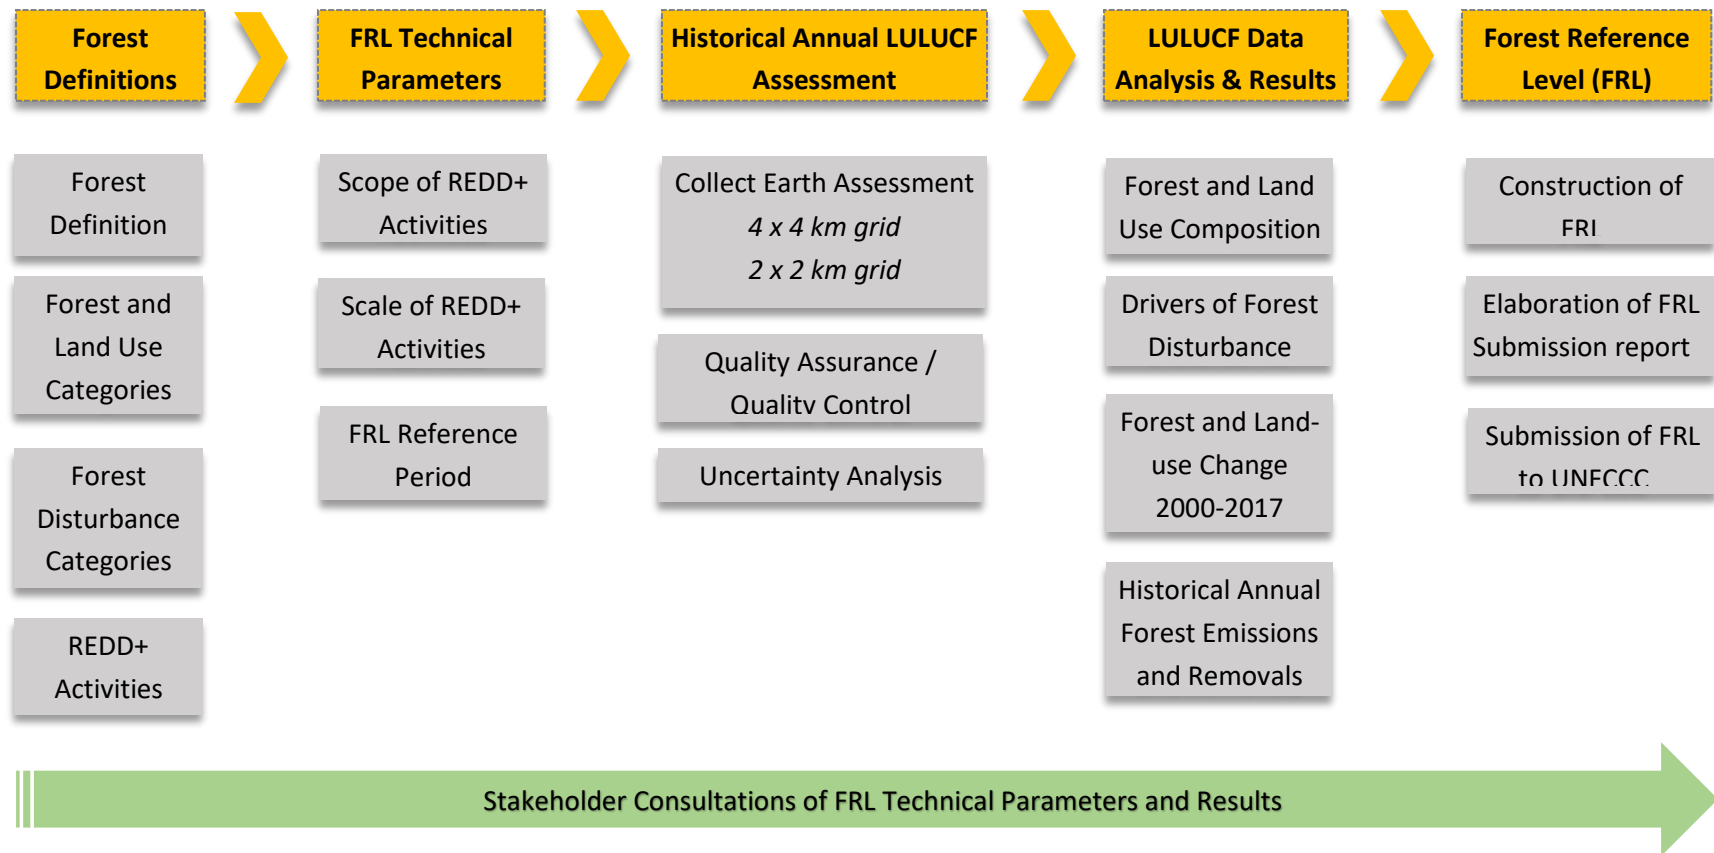 Forest
Definitions
FRL Technical
Parameters
Historical Annual LULUCF
Assessment
LULUCF Data
Analysis & Results
Forest Reference
Level (FRL)
Forest
Definition
Forest and
Land Use
Categories
Forest
Disturbance
Categories
REDD+
Activities
Scope of REDD+
Activities
Scale of REDD+
Activities
FRL Reference
Period
Collect Earth Assessment
4 x 4 km grid
2 x 2 km grid
Quality Assurance /
Quality Control
Uncertainty Analysis
Forest and Land
Use Composition
Drivers of Forest
Disturbance
Forest and Land-
use Change
2000-2017
Historical Annual
Forest Emissions
and Removals
Construction of
FRL
Elaboration of FRL
Submission report
Submission of FRL
to UNFCCC
Stakeholder Consultations of FRL Technical Parameters and Results